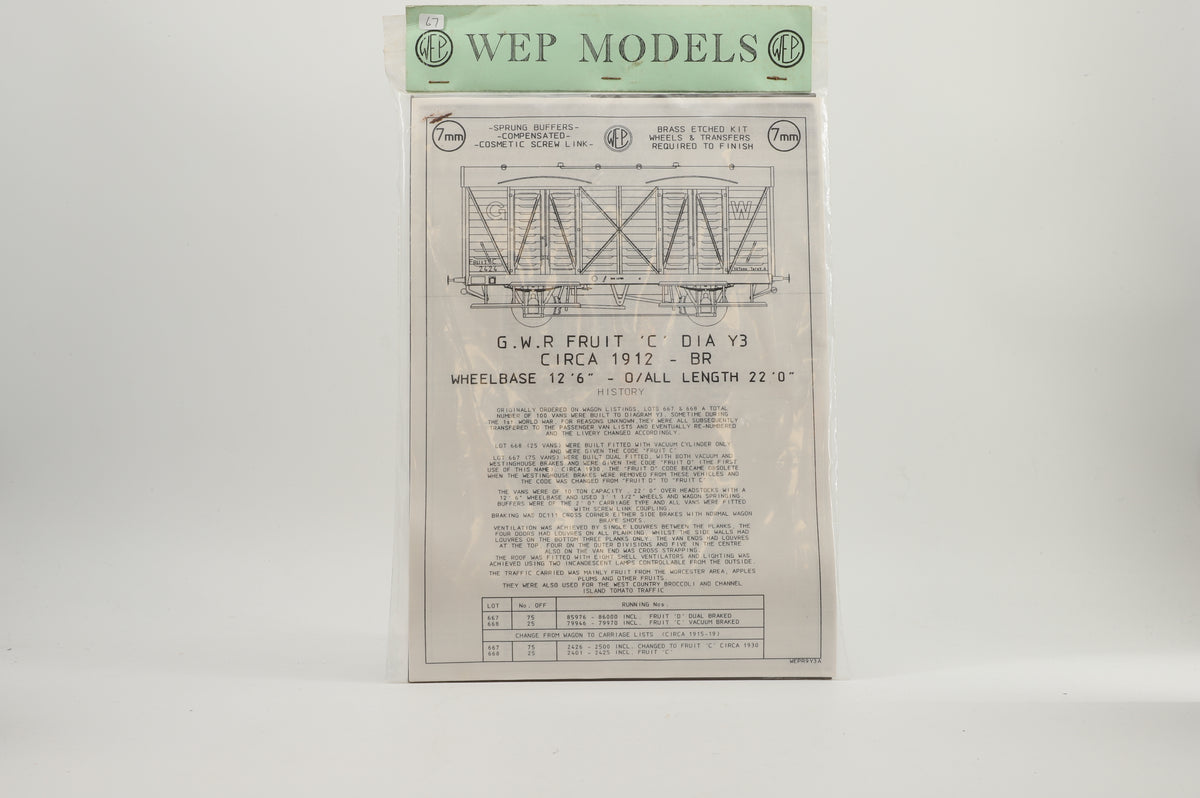 67
WEP WEP MODELS WEP
7mm
-SPRUNG BUFFERS-
-COMPENSATED-
-COSMETIC SCREW LINK-
WEP
BRASS ETCHED KIT
WHEELS & TRANSFERS
REQUIRED TO FINISH
7mm
G W
Fruit C
2424
G.W.R FRUIT 'C' DIA Y3
CIRCA 1912 - BR
WHEELBASE 12'6" - O/ALL LENGTH 22'0"
HISTORY
ORIGINALLY ORDERED ON WAGON LISTINGS, LOTS 667 & 668 A TOTAL
NUMBER OF 100 VANS WERE BUILT TO DIAGRAM Y3. SOMETIME DURING
THE 1st WORLD WAR, FOR REASONS UNKNOWN THEY WERE ALL SUBSEQUENTLY
TRANSFERED TO THE PASSENGER VAN LISTS AND EVENTUALLY RE-NUMBERED
AND THE LIVERY CHANGED ACCORDINGLY.
LOT 668 (25 VANS) WERE BUILT FITTED WITH VACUUM CYLINDER ONLY
AND WERE GIVEN THE CODE "FRUIT C"
LOT 667 (75 VANS) WERE BUILT DUAL FITTED, WITH BOTH VACUUM AND
WESTINGHOUSE BRAKES AND WERE GIVEN THE CODE "FRUIT D" (THE FIRST
USE OF THIS NAME). CIRCA 1930 THE "FRUIT D" CODE BECAME OBSOLETE
WHEN THE WESTINGHOUSE BRAKES WERE REMOVED FROM THESE VEHICLES AND
THE CODE WAS CHANGED FROM "FRUIT D" TO "FRUIT C"
THE VANS WERE OF 10 TON CAPACITY, 22' 0" OVER HEADSTOCKS WITH A
12' 6" WHEELBASE AND USED 3' 1 1/2" WHEELS AND WAGON SPRINGING.
BUFFERS WERE OF THE 2' 0" CARRIAGE TYPE AND ALL VANS WERE FITTED
WITH SCREW LINK COUPLING.
BRAKING WAS DC111 CROSS CORNER EITHER SIDE BRAKES WITH NORMAL WAGON
BRAKE SHOES.
VENTILATION WAS ACHIEVED BY SINGLE LOUVRES BETWEEN THE PLANKS, THE
FOUR DOORS HAD LOUVRES ON ALL PLANKING, WHILST THE SIDE WALLS HAD
LOUVRES ON THE BOTTOM THREE PLANKS ONLY. THE VAN ENDS HAD LOUVRES
AT THE TOP, FOUR ON THE OUTER DIVISIONS AND FIVE IN THE CENTRE
ALSO ON THE VAN END WAS CROSS STRAPPING.
THE ROOF WAS FITTED WITH EIGHT SHELL VENTILATORS AND LIGHTING WAS
ACHIEVED USING TWO INCANDESCENT LAMPS CONTROLLABLE FROM THE OUTSIDE.
THE TRAFFIC CARRIED WAS MAINLY FRUIT FROM THE WORCESTER AREA, APPLES
PLUMS AND OTHER FRUITS.
THEY WERE ALSO USED FOR THE WEST COUNTRY BROCCOLI AND CHANNEL
ISLAND TOMATO TRAFFIC
LOT No. OFF RUNNING Nos.
667 75 85976 - 86000 INCL. FRUIT 'D' DUAL BRAKED
668 25 79946 - 79970 INCL. FRUIT 'C' VACUUM BRAKED
CHANGE FROM WAGON TO CARRIAGE LISTS (CIRCA 1915-19)
667 75 2426 - 2500 INCL. CHANGED TO FRUIT 'C' CIRCA 1930
668 25 2401 - 2425 INCL. FRUIT 'C'
WEPR9Y3A